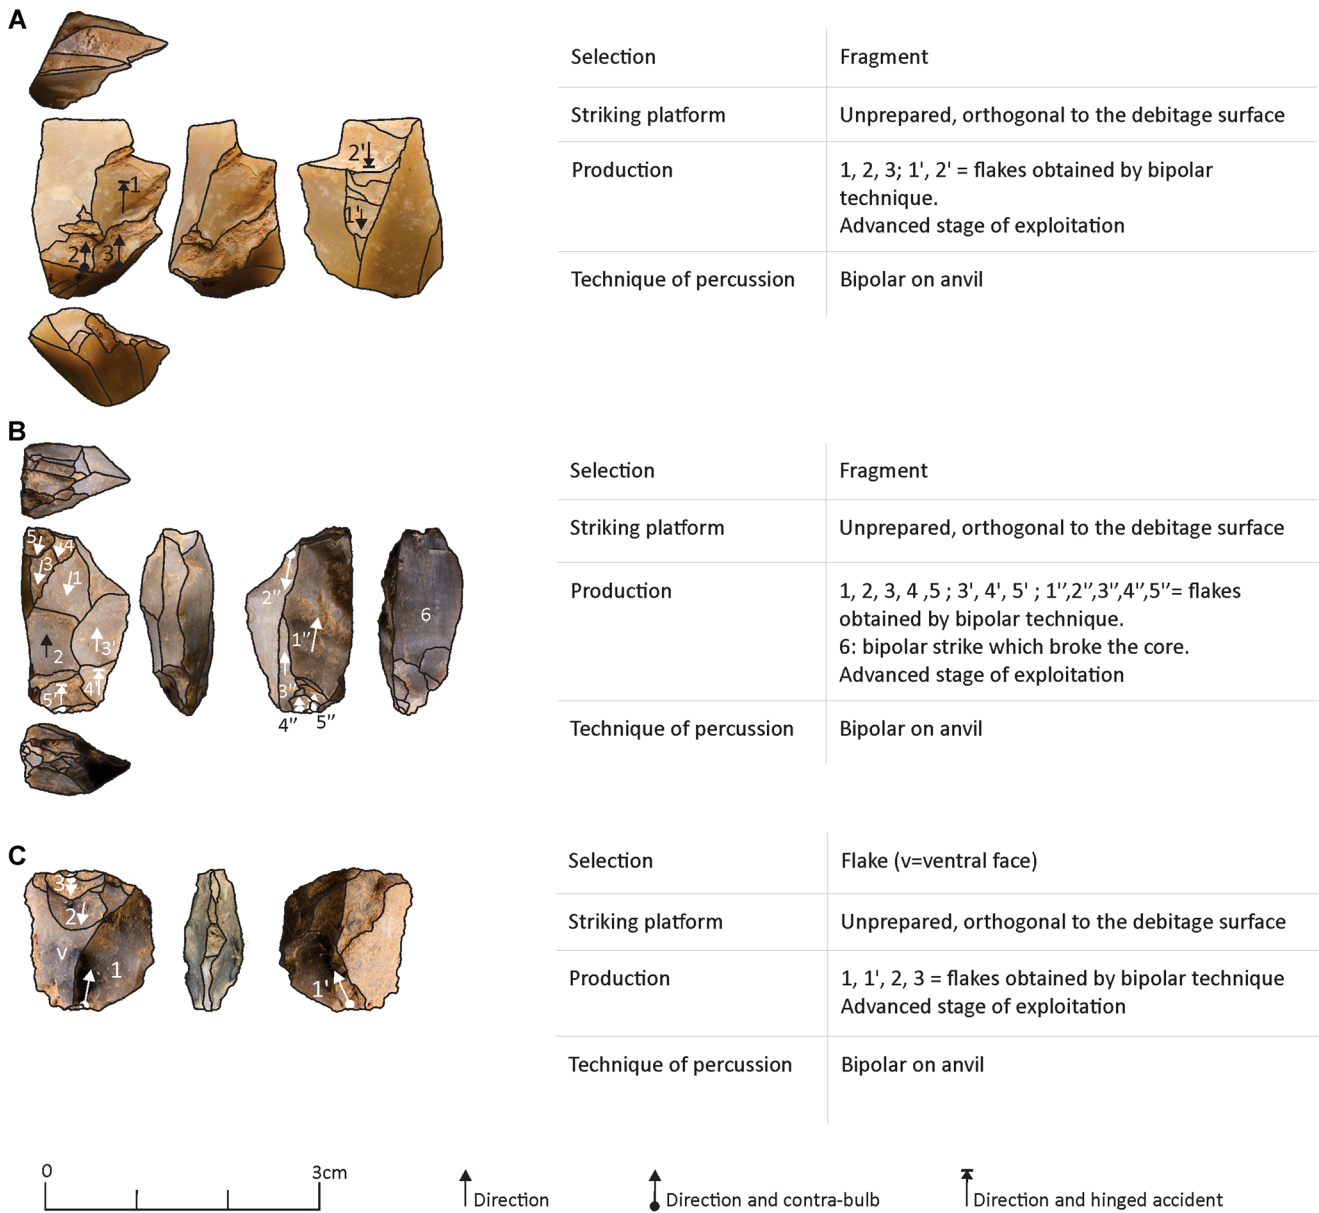 A
Selection Fragment
Striking platform Unprepared, orthogonal to the debitage surface
Production 1, 2, 3; 1', 2' = flakes obtained by bipolar
technique.
Advanced stage of exploitation
Technique of percussion Bipolar on anvil
2'
1
1'
2 3
B
Selection Fragment
Striking platform Unprepared, orthogonal to the debitage surface
Production 1, 2, 3, 4 ,5 ; 3', 4', 5' ; 1'',2'',3'',4'',5''= flakes
obtained by bipolar technique.
6: bipolar strike which broke the core.
Advanced stage of exploitation
Technique of percussion Bipolar on anvil
5 4
3 1
2'' 6
2 3' 1''
5' 4' 3''
4'' 5''
C
Selection Flake (v=ventral face)
Striking platform Unprepared, orthogonal to the debitage surface
Production 1, 1', 2, 3 = flakes obtained by bipolar technique
Advanced stage of exploitation
Technique of percussion Bipolar on anvil
3
2
v 1 1'
0 3cm
Direction Direction and contra-bulb Direction and hinged accident